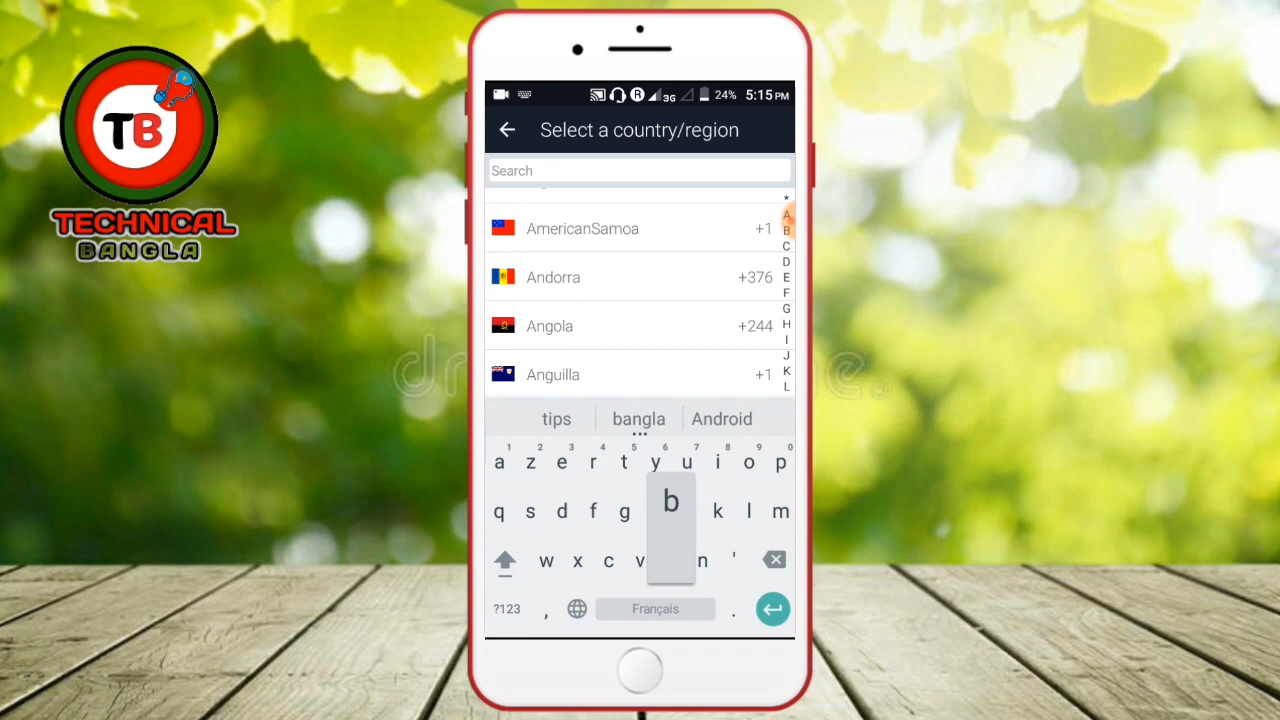 TB
TECHNICAL
BANGLA
R
3G
24%
5:15 PM
Select a country/region
Search
*
A
AmericanSamoa +1
B
C
D
Andorra +376
E
F
G
Angola +244
H
I
J
Anguilla +1
K
L
tips bangla Android
1 2 3 4 5 6 7 8 9 0
a z e r t y u i o p
q s d f g b k l m
w x c v n '
?123 , Français .